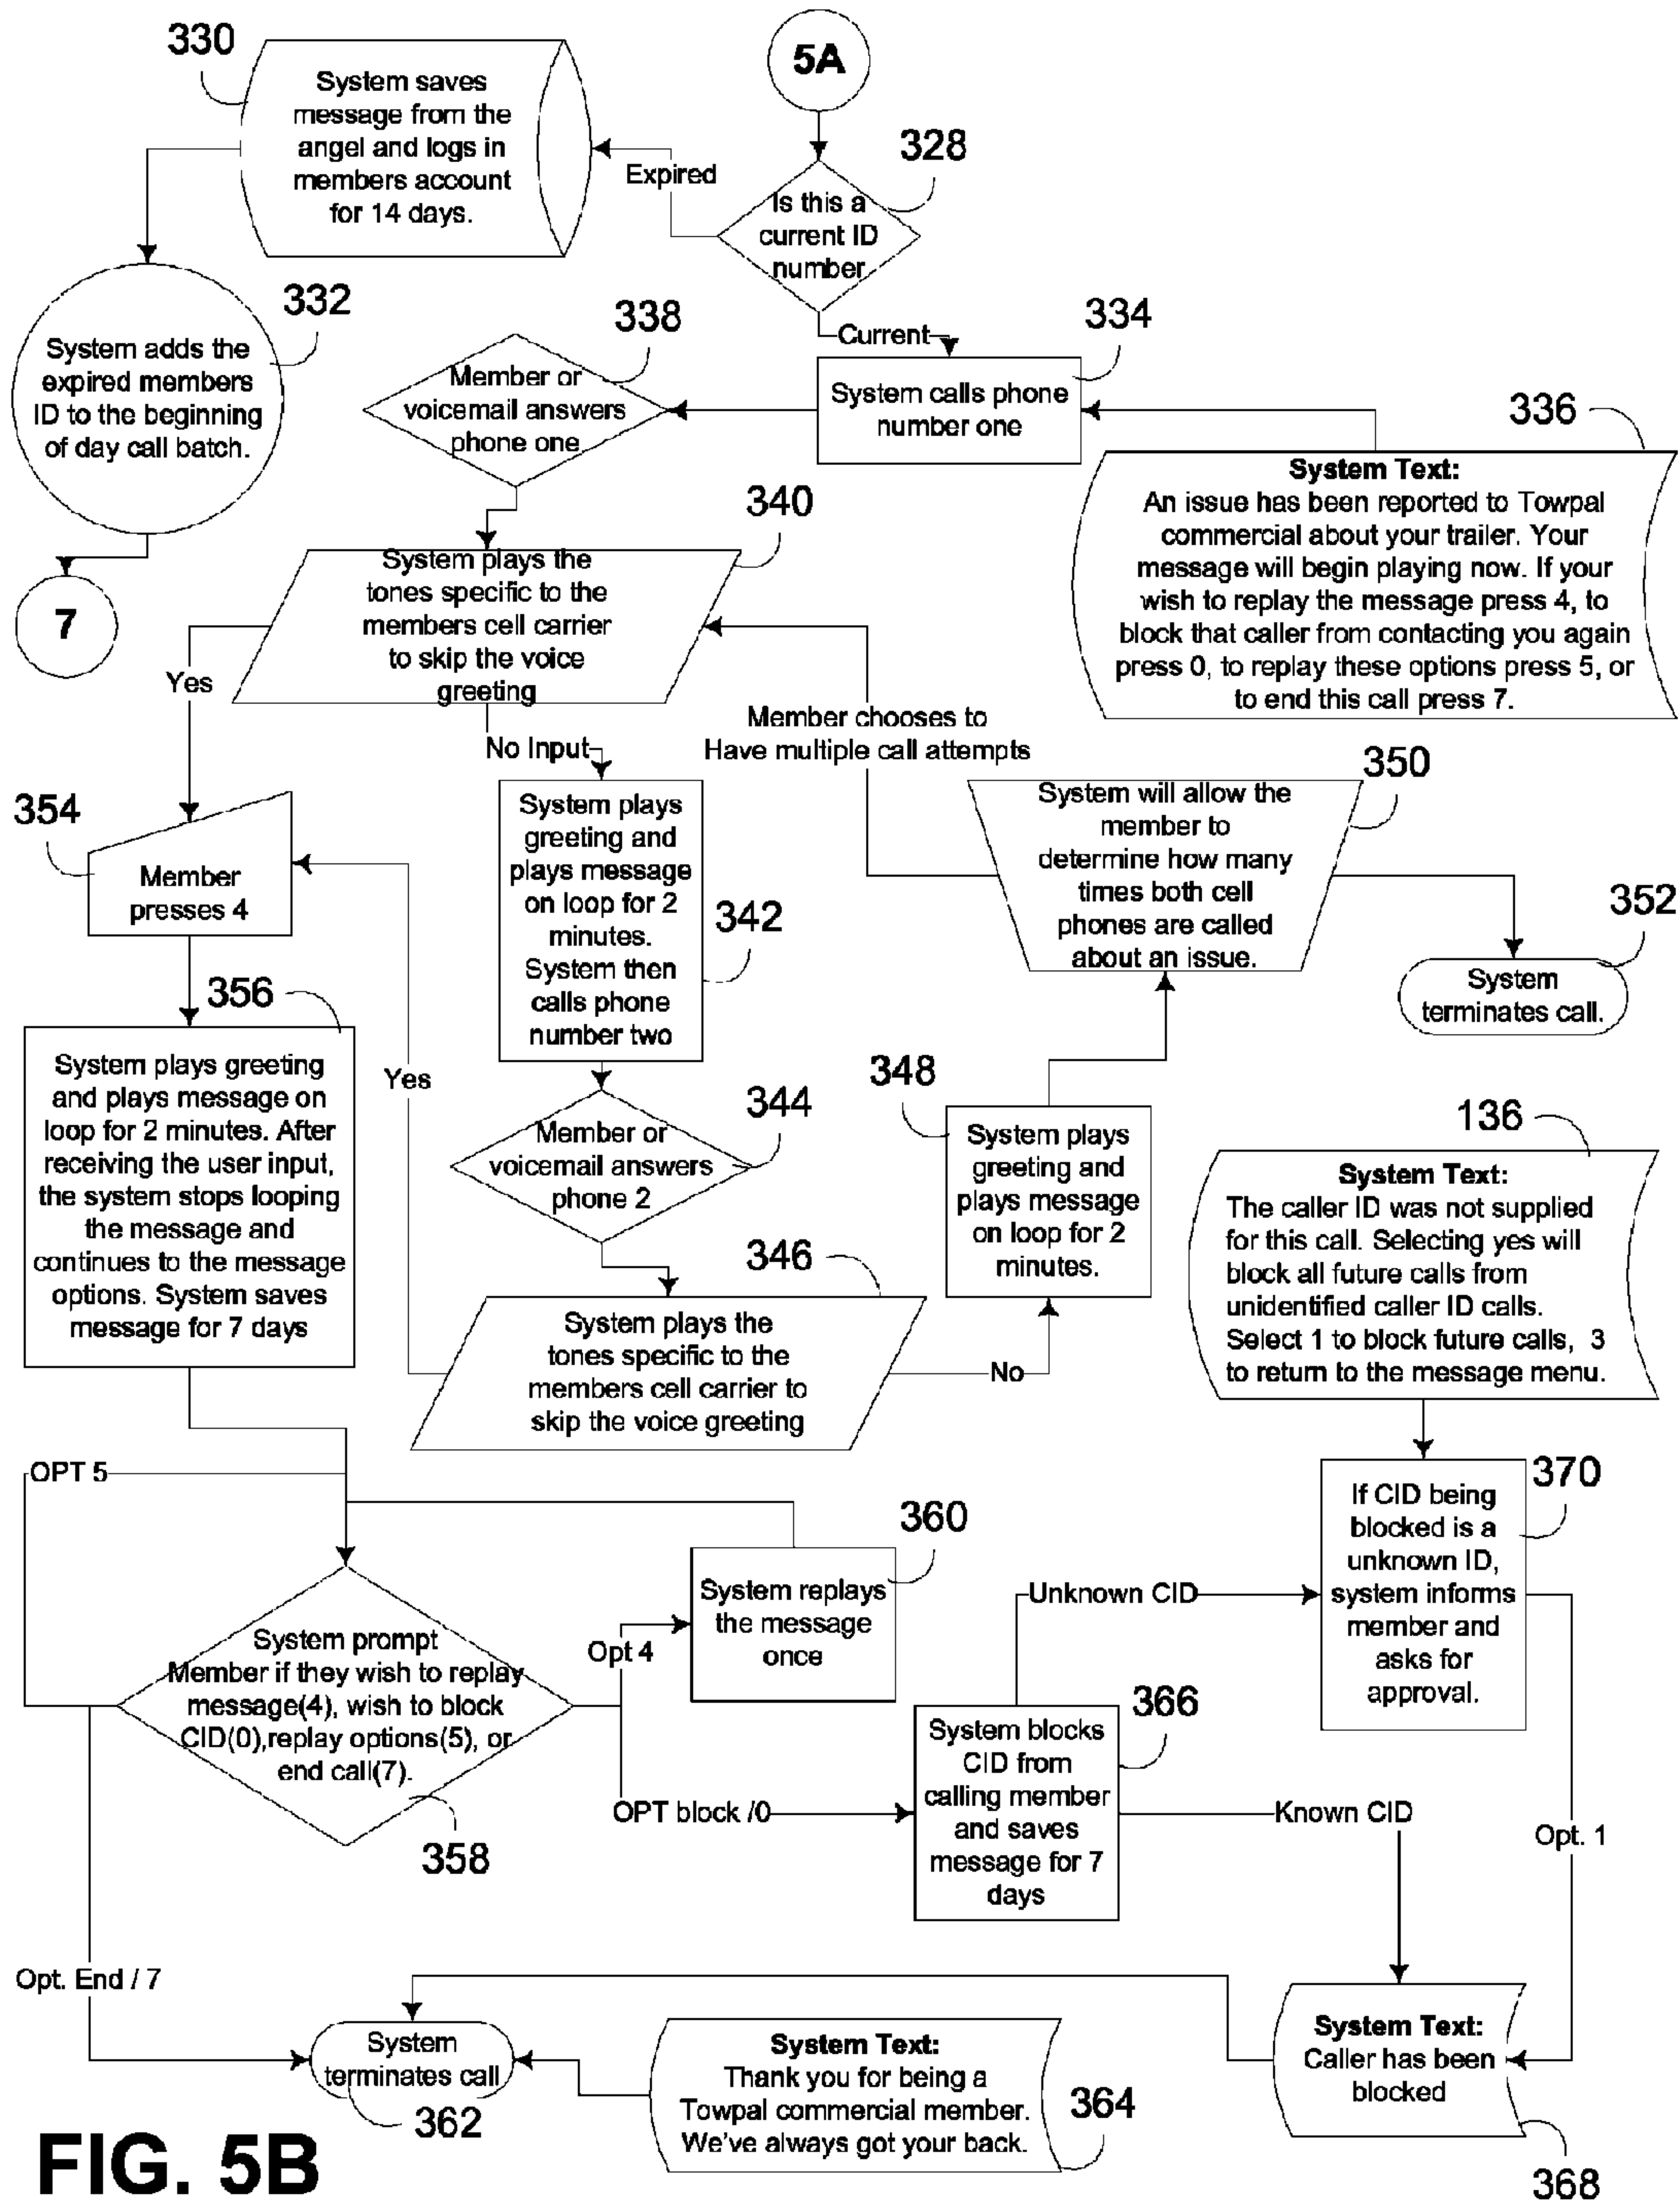 5A
330
System saves
message from the
angel and logs in
members account
for 14 days.
Expired
328
Is this a
current ID
number
332
System adds the
expired members
ID to the beginning
of day call batch.
7
Current
334
System calls phone
number one
338
Member or
voicemail answers
phone one
336
System Text:
An issue has been reported to Towpal
commercial about your trailer. Your
message will begin playing now. If your
wish to replay the message press 4, to
block that caller from contacting you again
press 0, to replay these options press 5, or
to end this call press 7.
340
System plays the
tones specific to the
members cell carrier
to skip the voice
greeting
Yes
No Input
Member chooses to
Have multiple call attempts
354
Member
presses 4
342
System plays
greeting and
plays message
on loop for 2
minutes.
System then
calls phone
number two
350
System will allow the
member to
determine how many
times both cell
phones are called
about an issue.
352
System
terminates call.
356
System plays greeting
and plays message on
loop for 2 minutes. After
receiving the user input,
the system stops looping
the message and
continues to the message
options. System saves
message for 7 days
Yes
344
Member or
voicemail answers
phone 2
348
System plays
greeting and
plays message
on loop for 2
minutes.
136
System Text:
The caller ID was not supplied
for this call. Selecting yes will
block all future calls from
unidentified caller ID calls.
Select 1 to block future calls, 3
to return to the message menu.
346
System plays the
tones specific to the
members cell carrier to
skip the voice greeting
No
OPT 5
360
System replays
the message
once
370
If CID being
blocked is a
unknown ID,
system informs
member and
asks for
approval.
Unknown CID
System prompt
Member if they wish to replay
message(4), wish to block
CID(0),replay options(5), or
end call(7).
358
Opt 4
OPT block /0
366
System blocks
CID from
calling member
and saves
message for 7
days
Known CID
Opt. 1
Opt. End / 7
System
terminates call
362
System Text:
Thank you for being a
Towpal commercial member.
We've always got your back.
364
System Text:
Caller has been
blocked
368
FIG. 5B